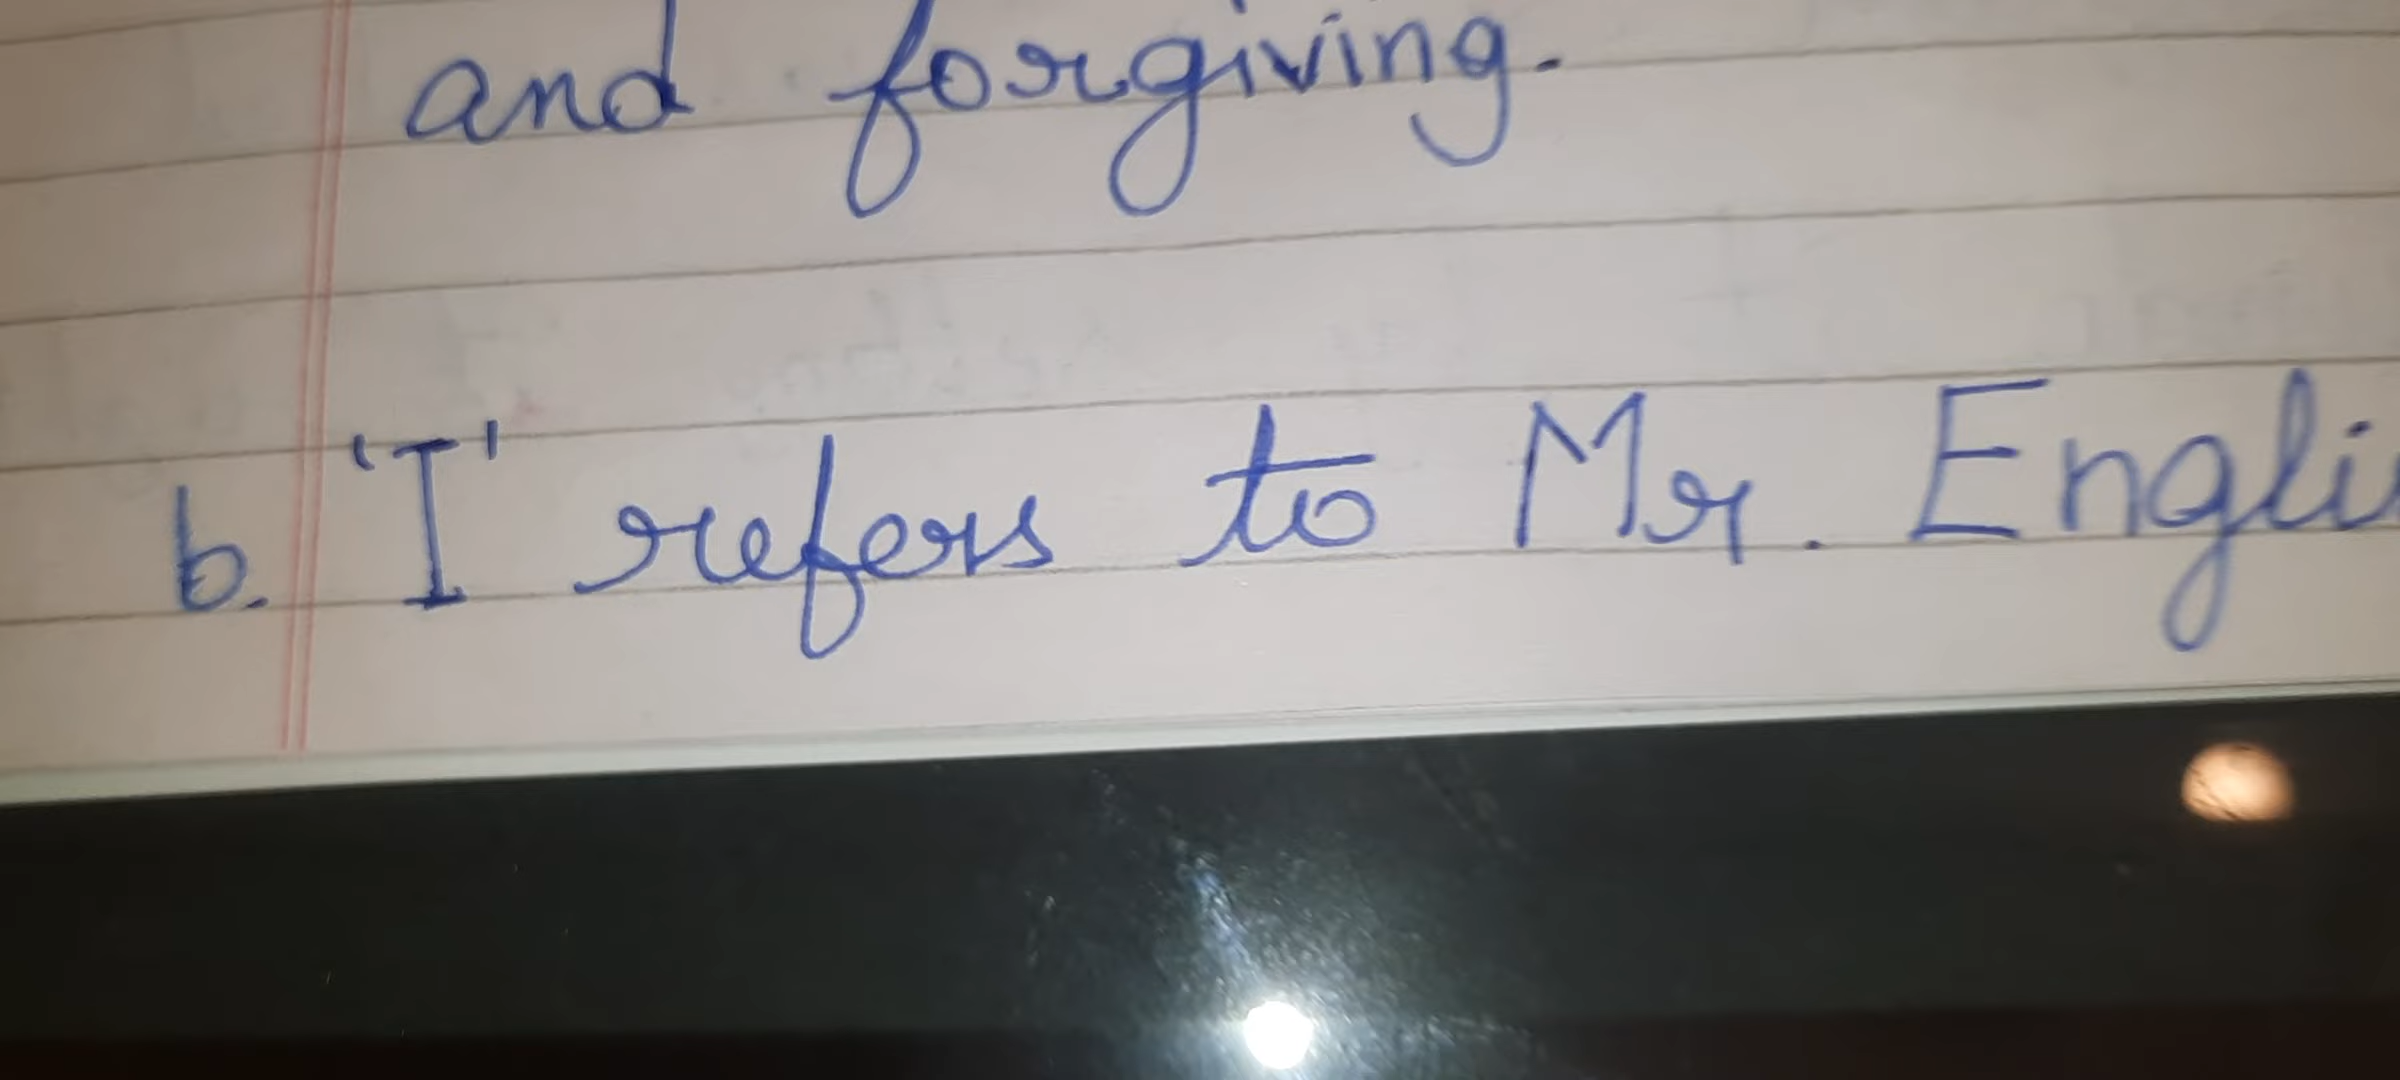 and forgiving.
b. 'I' refers to Mr. Engli